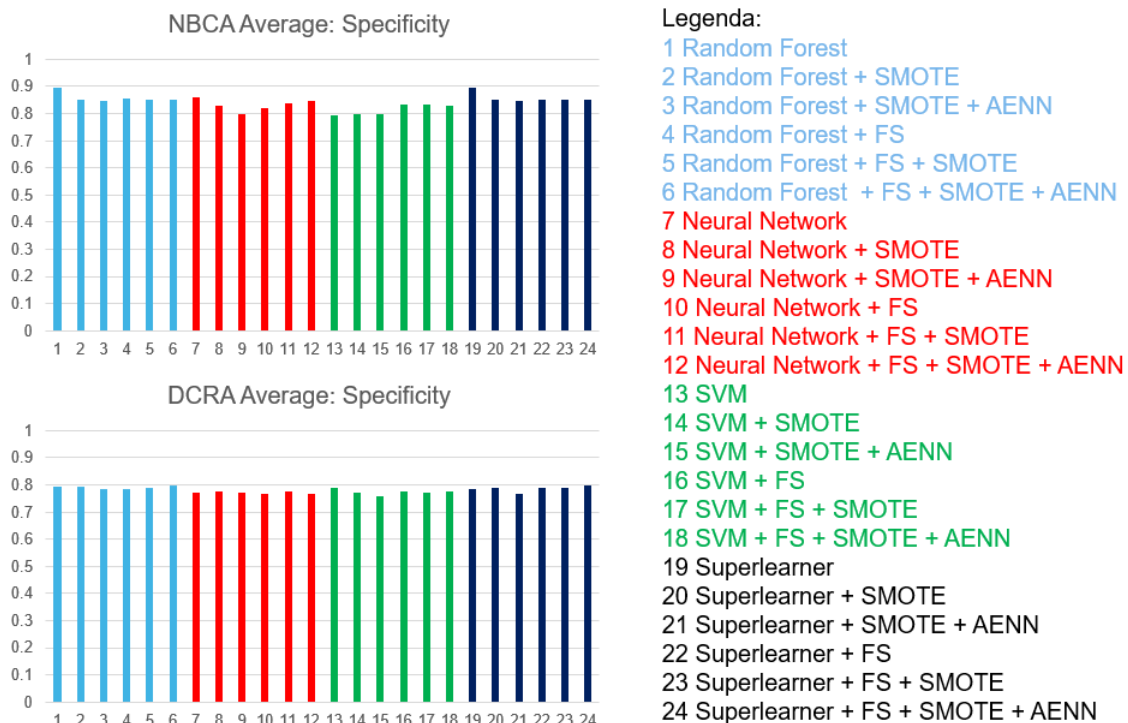 NBCA Average: Specificity
1
0.9
0.8
0.7
0.6
0.5
0.4
0.3
0.2
0.1
0
1 2 3 4 5 6 7 8 9 10 11 12 13 14 15 16 17 18 19 20 21 22 23 24
DCRA Average: Specificity
1
0.9
0.8
0.7
0.6
0.5
0.4
0.3
0.2
0.1
0
1 2 3 4 5 6 7 8 9 10 11 12 13 14 15 16 17 18 19 20 21 22 23 24
Legenda:
1 Random Forest
2 Random Forest + SMOTE
3 Random Forest + SMOTE + AENN
4 Random Forest + FS
5 Random Forest + FS + SMOTE
6 Random Forest  + FS + SMOTE + AENN
7 Neural Network
8 Neural Network + SMOTE
9 Neural Network + SMOTE + AENN
10 Neural Network + FS
11 Neural Network + FS + SMOTE
12 Neural Network + FS + SMOTE + AENN
13 SVM
14 SVM + SMOTE
15 SVM + SMOTE + AENN
16 SVM + FS
17 SVM + FS + SMOTE
18 SVM + FS + SMOTE + AENN
19 Superlearner
20 Superlearner + SMOTE
21 Superlearner + SMOTE + AENN
22 Superlearner + FS
23 Superlearner + FS + SMOTE
24 Superlearner + FS + SMOTE + AENN